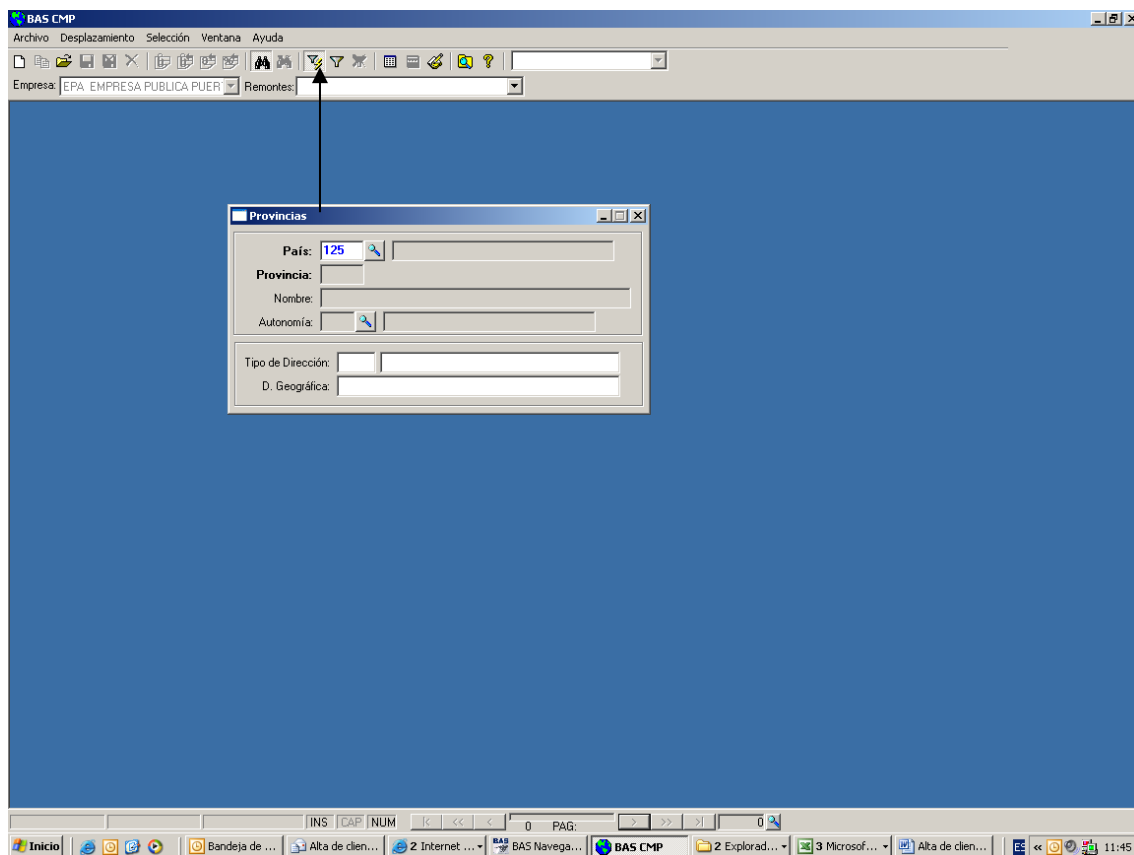 BAS CMP
Archivo Desplazamiento Selección Ventana Ayuda
Empresa: EPA EMPRESA PUBLICA PUER Remontes:
Provincias
País: 125
Provincia:
Nombre:
Autonomía:
Tipo de Dirección:
D. Geográfica:
INS CAP NUM 0 PAG: 0
Inicio Bandeja de ... Alta de clien... 2 Internet ... BAS Navega... BAS CMP 2 Explorad... 3 Microsof... Alta de clien... ES 11:45